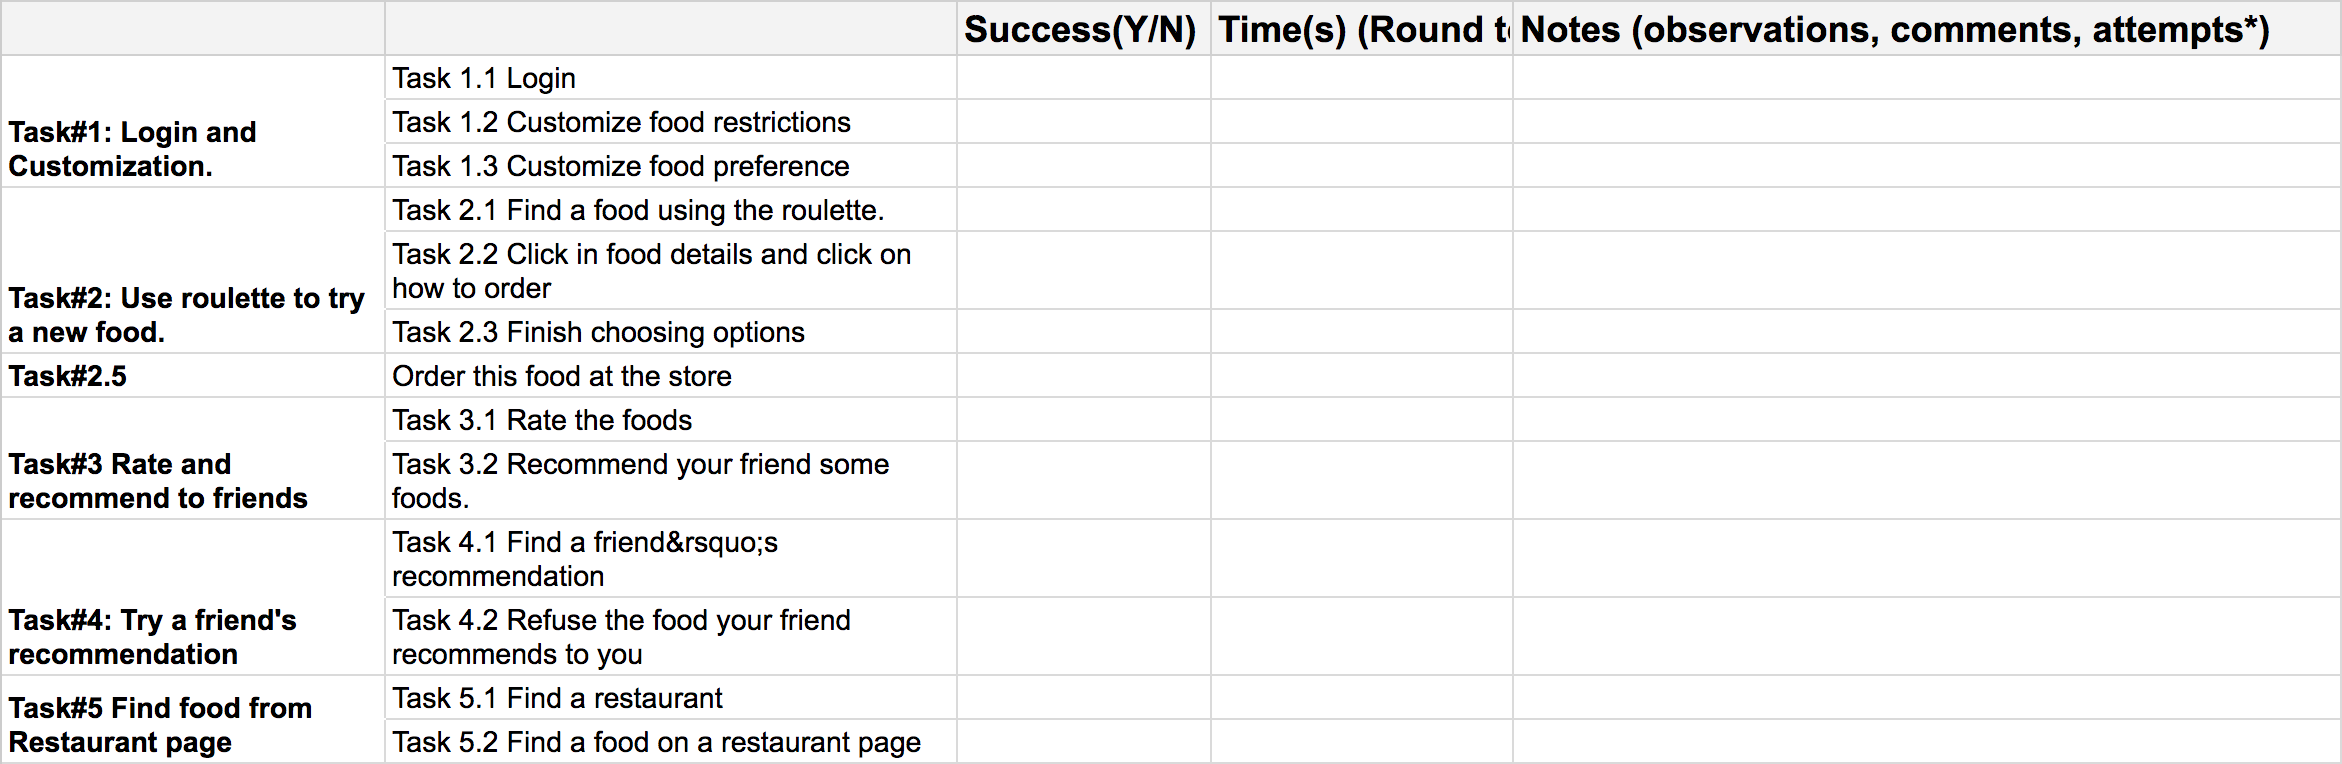 Success(Y/N) Time(s) (Round t Notes (observations, comments, attempts*)
Task#1: Login and
Customization.
Task 1.1 Login
Task 1.2 Customize food restrictions
Task 1.3 Customize food preference
Task#2: Use roulette to try
a new food.
Task 2.1 Find a food using the roulette.
Task 2.2 Click in food details and click on
how to order
Task 2.3 Finish choosing options
Task#2.5
Order this food at the store
Task#3 Rate and
recommend to friends
Task 3.1 Rate the foods
Task 3.2 Recommend your friend some
foods.
Task#4: Try a friend's
recommendation
Task 4.1 Find a friend&rsquo;s
recommendation
Task 4.2 Refuse the food your friend
recommends to you
Task#5 Find food from
Restaurant page
Task 5.1 Find a restaurant
Task 5.2 Find a food on a restaurant page